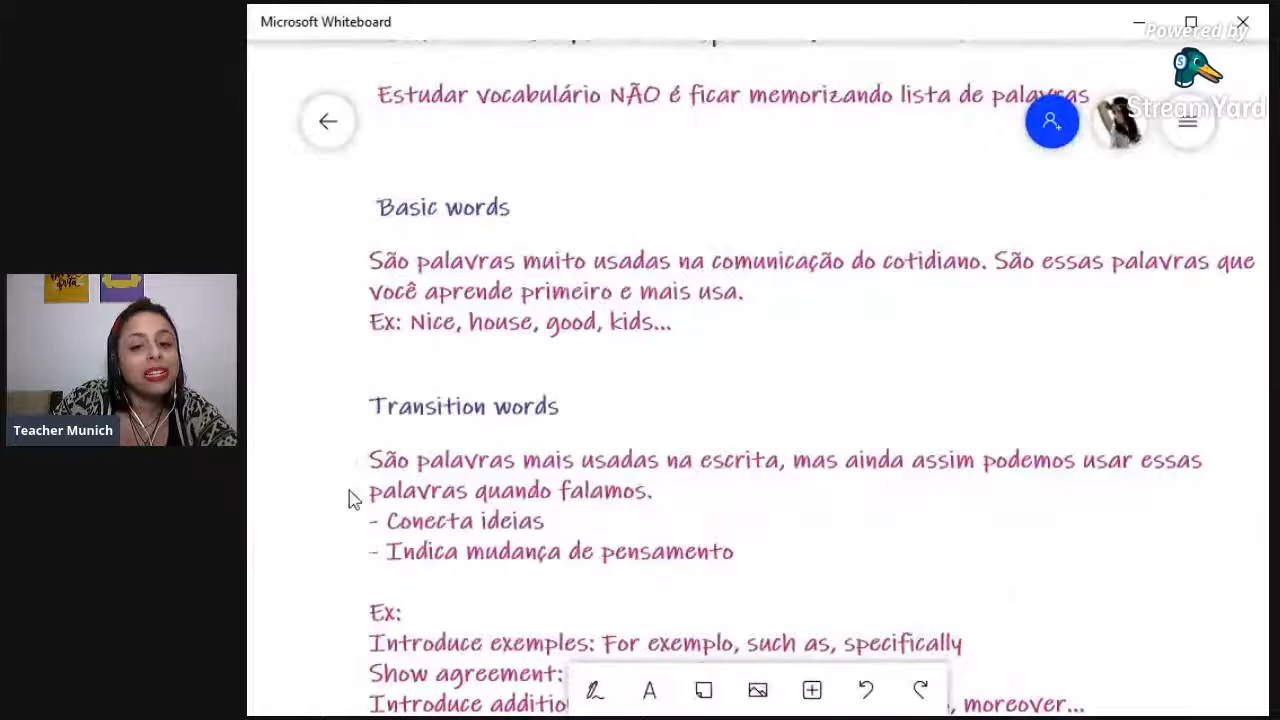 Microsoft Whiteboard
Powered by
StreamYard
Estudar vocabulário NÃO é ficar memorizando lista de palavras
Basic words
São palavras muito usadas na comunicação do cotidiano. São essas palavras que
você aprende primeiro e mais usa.
Ex: Nice, house, good, kids...
Teacher Munich
Transition words
São palavras mais usadas na escrita, mas ainda assim podemos usar essas
palavras quando falamos.
- Conecta ideias
- Indica mudança de pensamento
Ex:
Introduce exemples: For exemplo, such as, specifically
Show agreement:
Introduce additio , moreover...